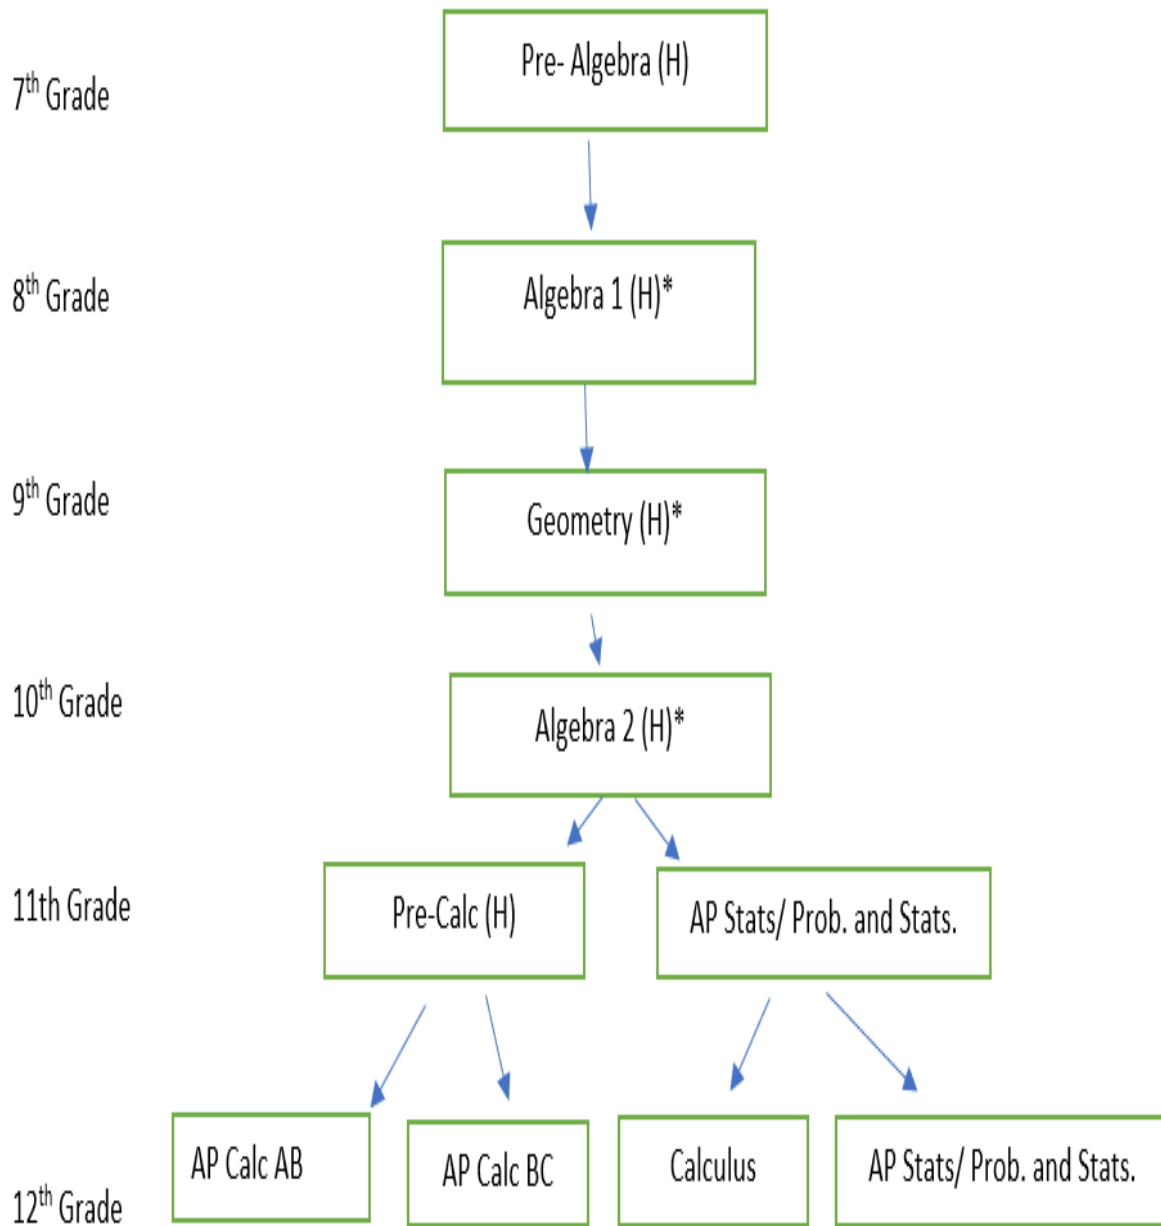 Pre- Algebra (H)
7th Grade
Algebra 1 (H)*
8th Grade
Geometry (H)*
9th Grade
Algebra 2 (H)*
10th Grade
Pre-Calc (H)
AP Stats/ Prob. and Stats.
11th Grade
AP Calc AB
AP Calc BC
Calculus
AP Stats/ Prob. and Stats.
12th Grade